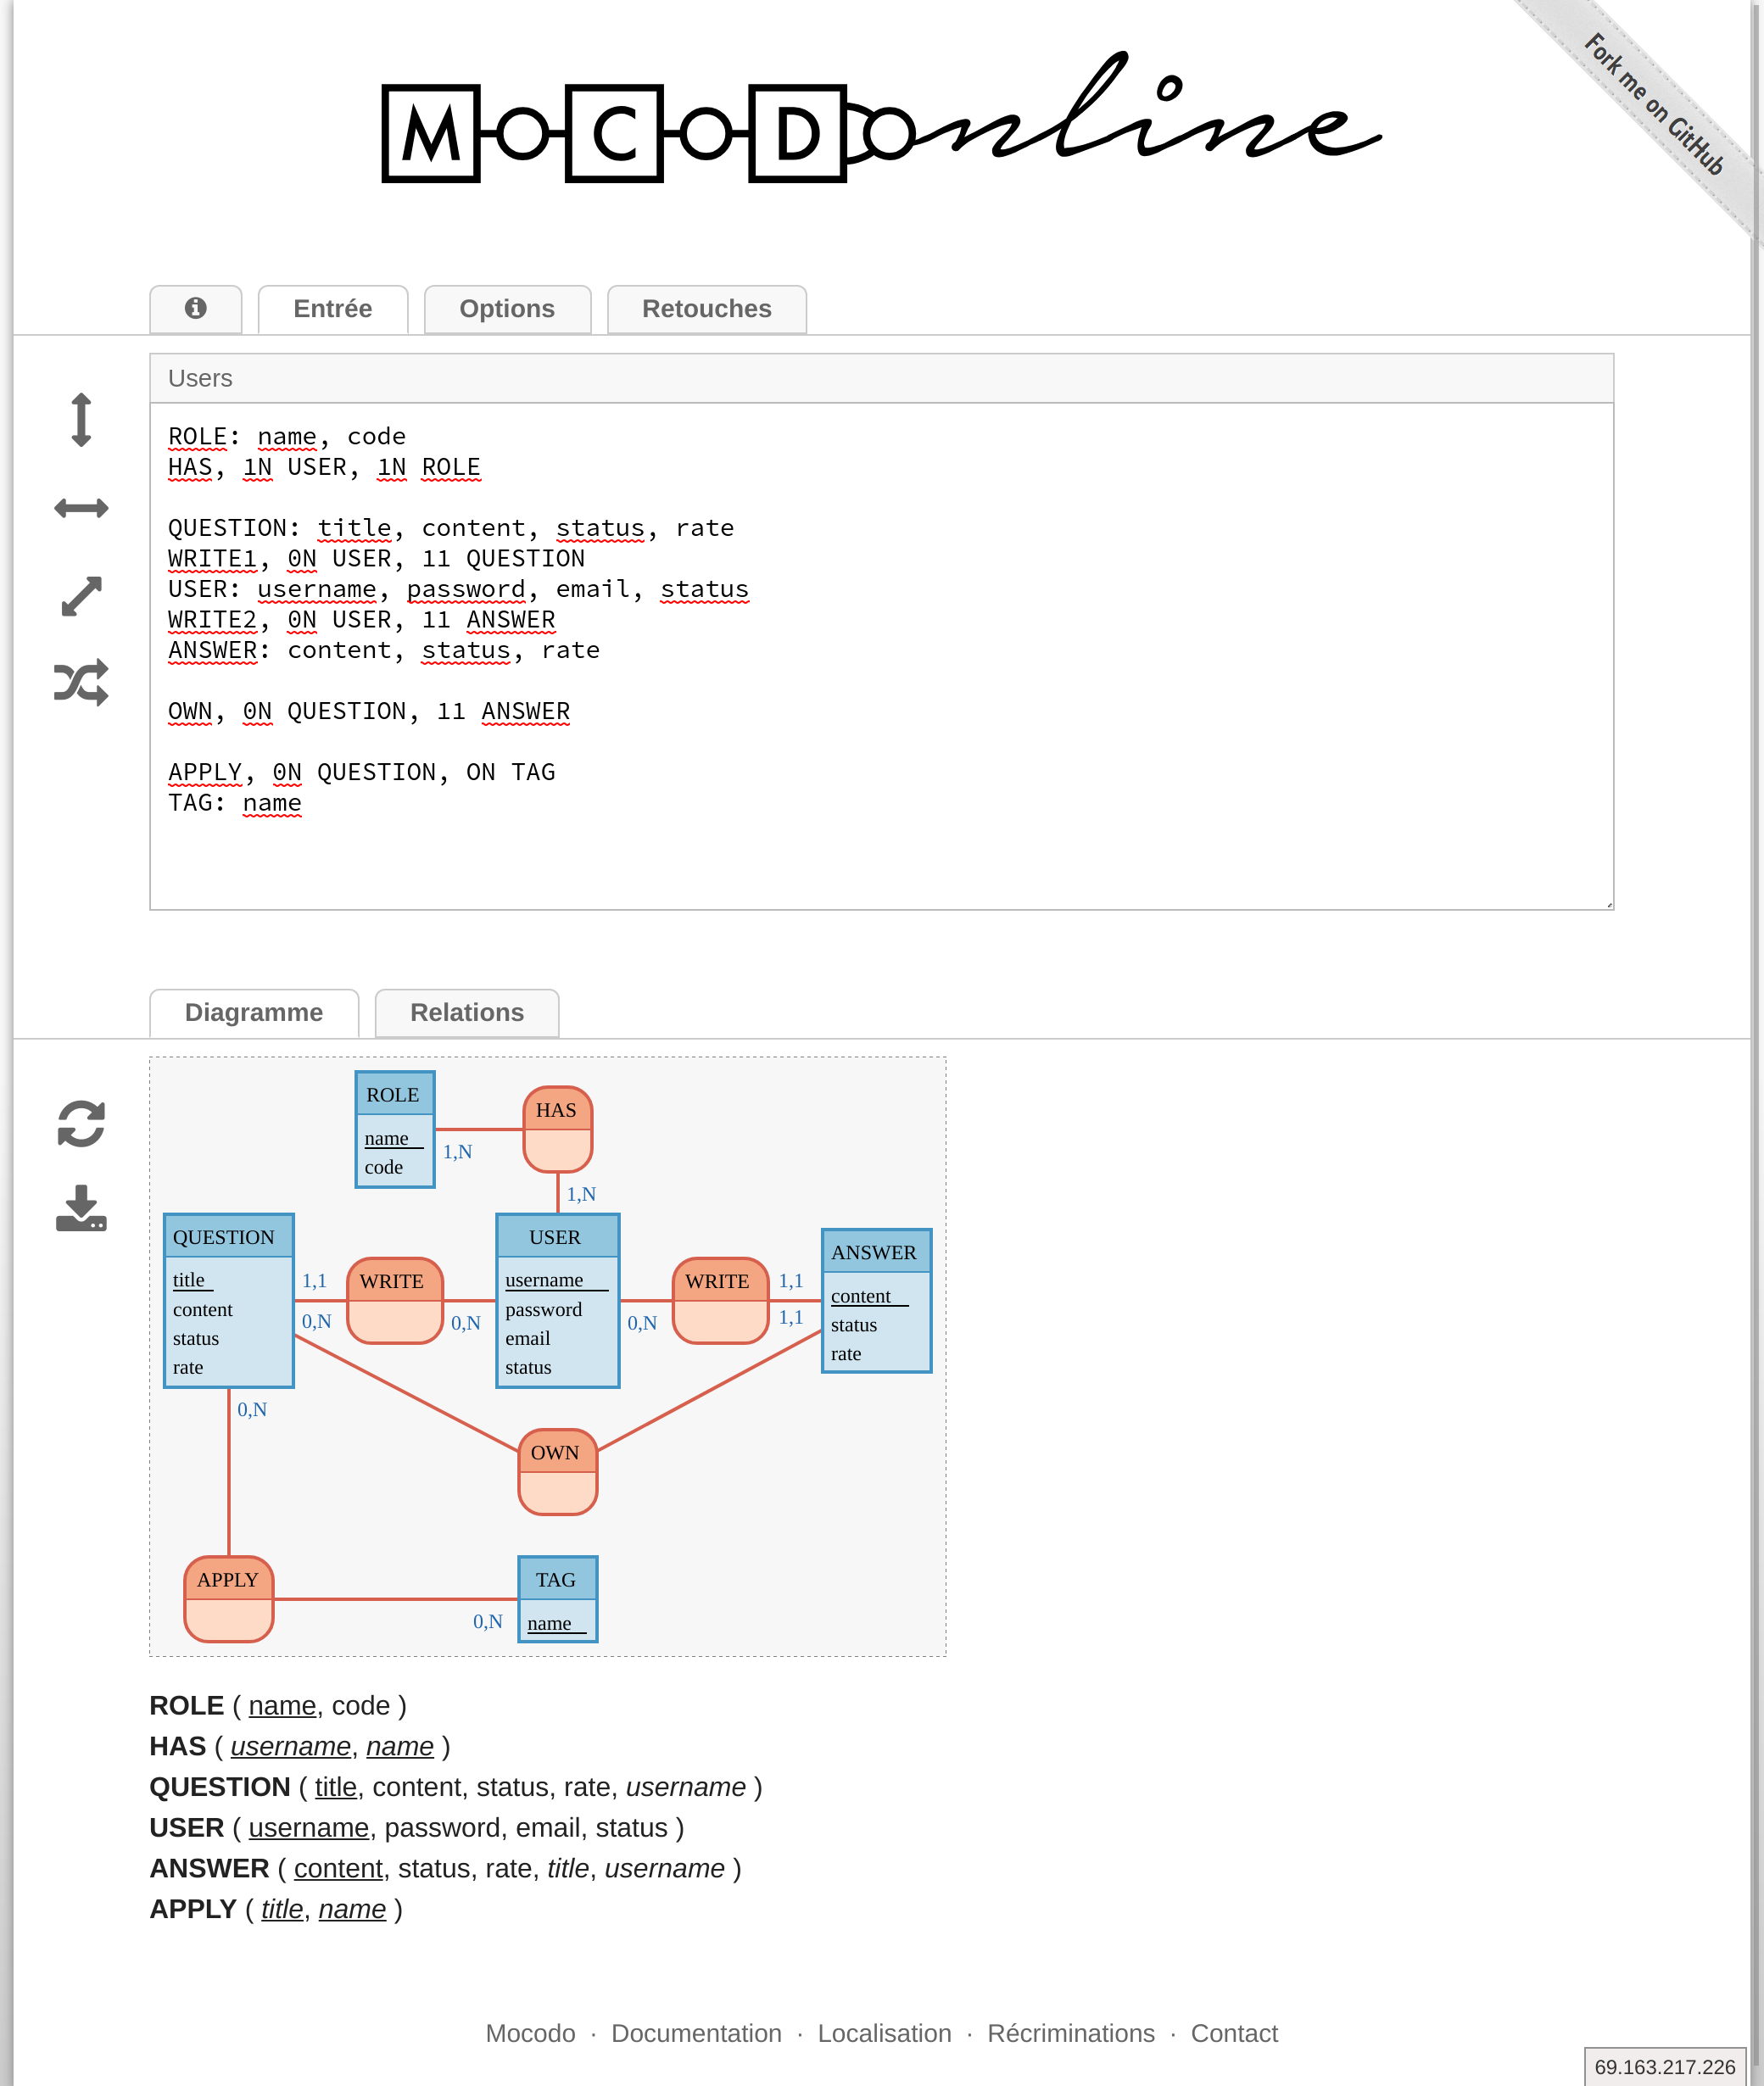 MoCoDOnline
Fork me on GitHub
Entrée Options Retouches
Users
ROLE: name, code
HAS, 1N USER, 1N ROLE
QUESTION: title, content, status, rate
WRITE1, 0N USER, 11 QUESTION
USER: username, password, email, status
WRITE2, 0N USER, 11 ANSWER
ANSWER: content, status, rate
OWN, 0N QUESTION, 11 ANSWER
APPLY, 0N QUESTION, ON TAG
TAG: name
Diagramme Relations
ROLE
name
code
1,N
HAS
1,N
QUESTION
title
content
status
rate
1,1
0,N
WRITE
0,N
USER
username
password
email
status
0,N
WRITE
1,1
1,1
ANSWER
content
status
rate
0,N
OWN
APPLY
0,N
TAG
name
ROLE ( name, code )
HAS ( username, name )
QUESTION ( title, content, status, rate, username )
USER ( username, password, email, status )
ANSWER ( content, status, rate, title, username )
APPLY ( title, name )
Mocodo · Documentation · Localisation · Récriminations · Contact
69.163.217.226